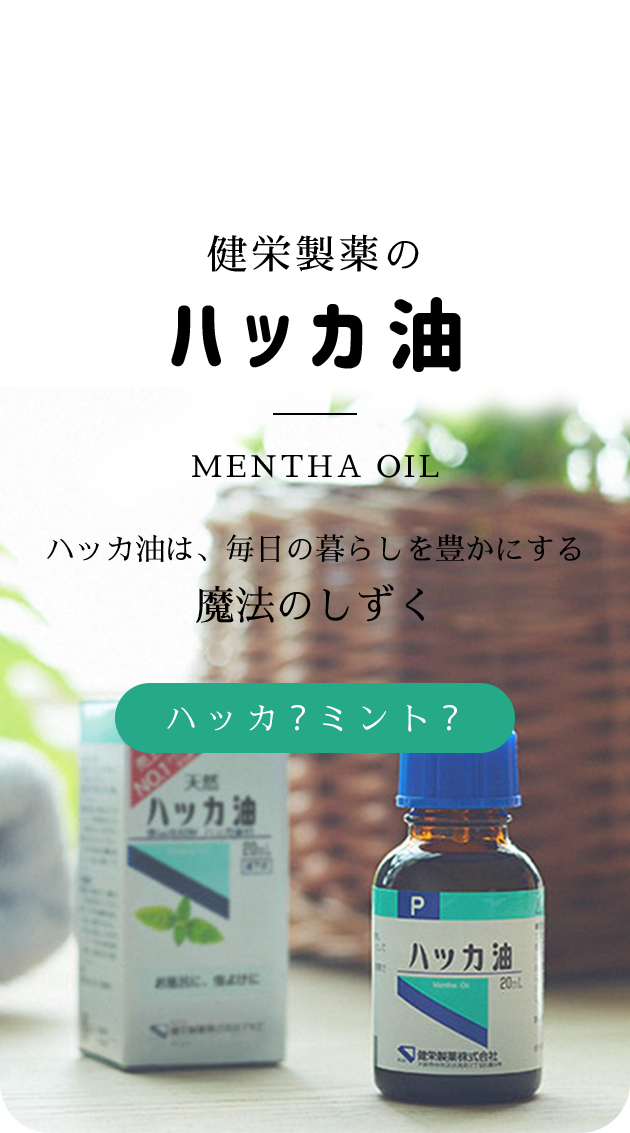 健栄製薬の
ハッカ油
MENTHA OIL
ハッカ油は、毎日の暮らしを豊かにする
魔法のしずく
ハッカ？ミント？
NO.1
天然
ハッカ油
20mL
お風呂に、虫よけに
P
ハッカ油
Mentha Oil
20mL
健栄製薬株式会社